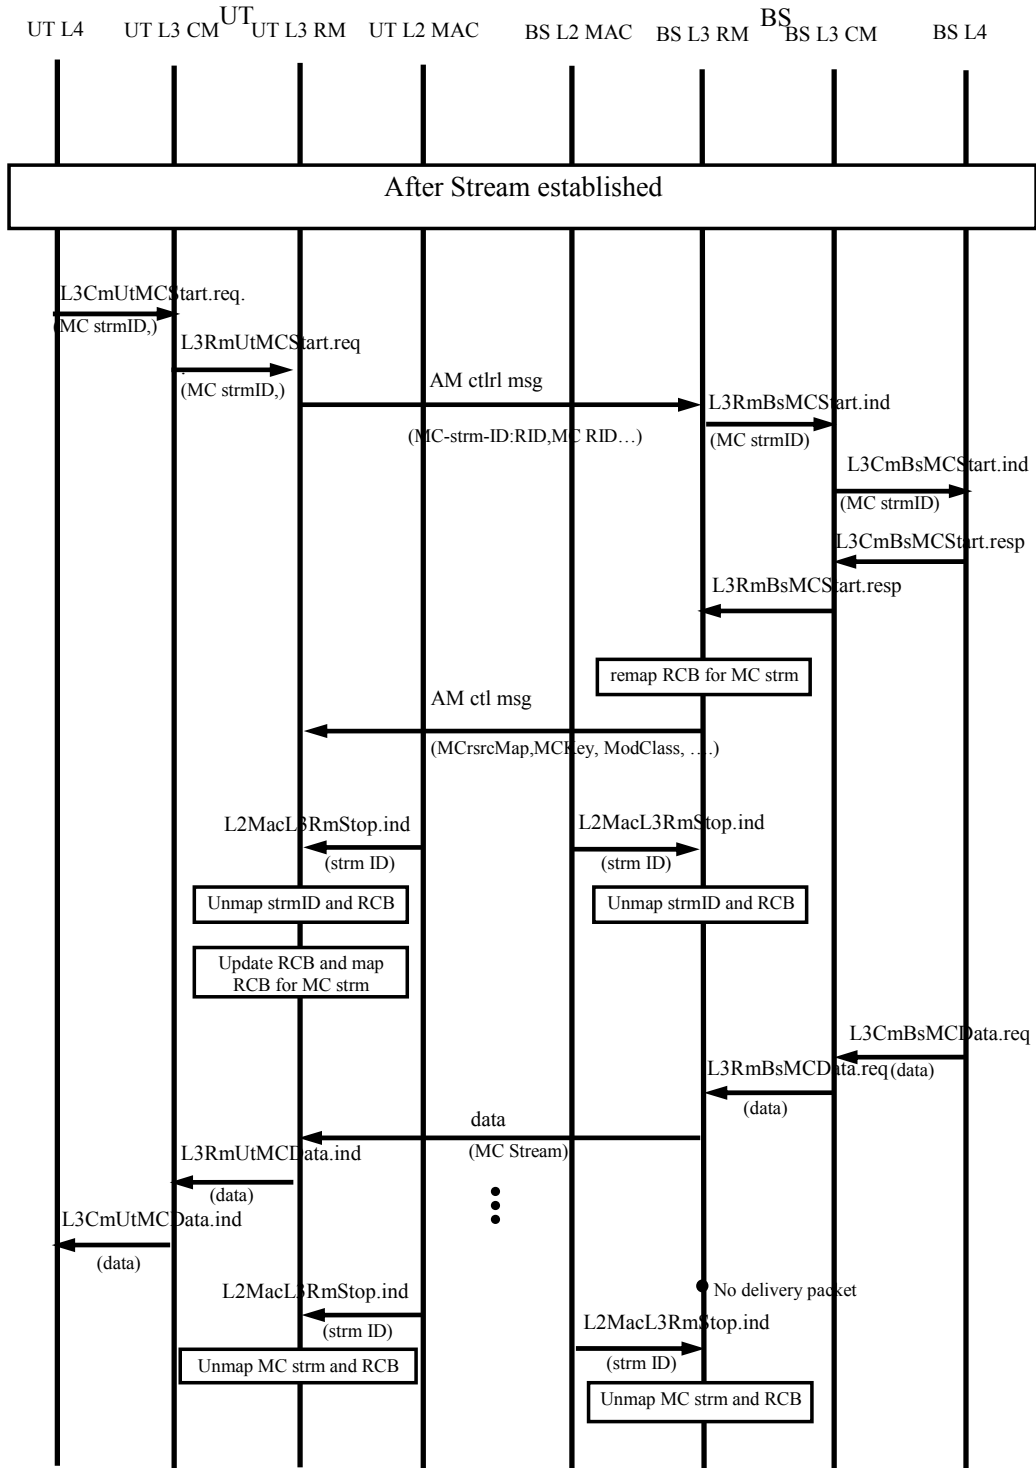 UT
BS
UT L4 UT L3 CM UT L3 RM UT L2 MAC BS L2 MAC BS L3 RM BS L3 CM BS L4
After Stream established
L3CmUtMCStart.req.
(MC strmID,)
L3RmUtMCStart.req
.
(MC strmID,)
AM ctlrl msg
(MC-strm-ID:RID,MC RID…)
L3RmBsMCStart.ind
(MC strmID)
L3CmBsMCStart.ind
(MC strmID)
L3CmBsMCStart.resp
L3RmBsMCStart.resp
remap RCB for MC strm
AM ctl msg
(MCrsrcMap,MCKey, ModClass, ….)
L2MacL3RmStop.ind
(strm ID)
L2MacL3RmStop.ind
(strm ID)
Unmap strmID and RCB
Unmap strmID and RCB
Update RCB and map
RCB for MC strm
L3CmBsMCData.req
(data)
L3RmBsMCData.req
(data)
data
(MC Stream)
L3RmUtMCData.ind
(data)
L3CmUtMCData.ind
(data)
No delivery packet
L2MacL3RmStop.ind
(strm ID)
L2MacL3RmStop.ind
(strm ID)
Unmap MC strm and RCB
Unmap MC strm and RCB